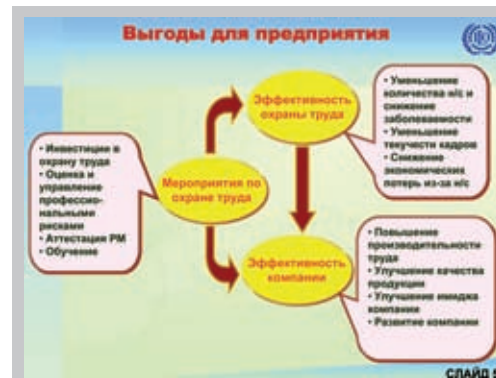 Выгоды для предприятия
Эффективность
охраны труда
• Уменьшение
количества н/с и
снижение
заболеваемости
• Уменьшение
текучести кадров
• Снижение
экономических
потерь из-за н/с
• Инвестиции в
охрану труда
• Оценка и
управление
профессио-
нальными
рисками
• Аттестация РМ
• Обучение
Мероприятия по
охране труда
Эффективность
компании
• Повышение
производительности
труда
• Улучшение качества
продукции
• Улучшение имиджа
компании
• Развитие компании
СЛАЙД 5